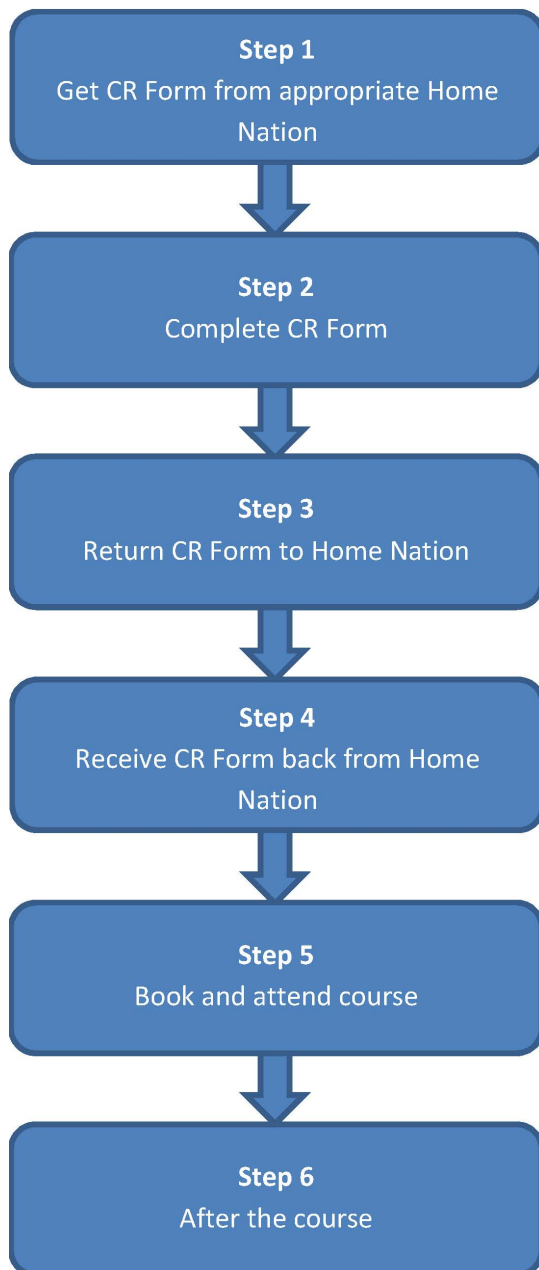 Step 1
Get CR Form from appropriate Home
Nation
Step 2
Complete CR Form
Step 3
Return CR Form to Home Nation
Step 4
Receive CR Form back from Home
Nation
Step 5
Book and attend course
Step 6
After the course